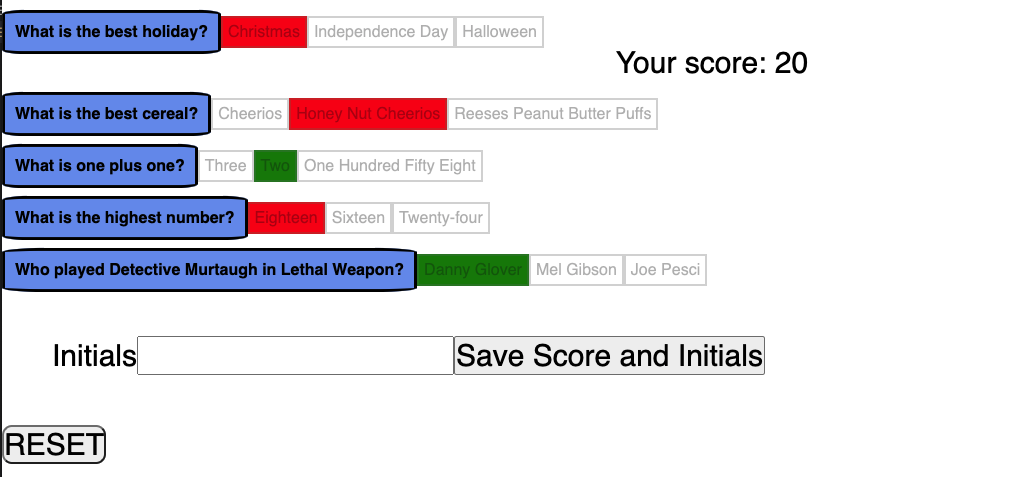 What is the best holiday? Christmas Independence Day Halloween
Your score: 20
What is the best cereal? Cheerios Honey Nut Cheerios Reeses Peanut Butter Puffs
What is one plus one? Three Two One Hundred Fifty Eight
What is the highest number? Eighteen Sixteen Twenty-four
Who played Detective Murtaugh in Lethal Weapon? Danny Glover Mel Gibson Joe Pesci
Initials Save Score and Initials
RESET